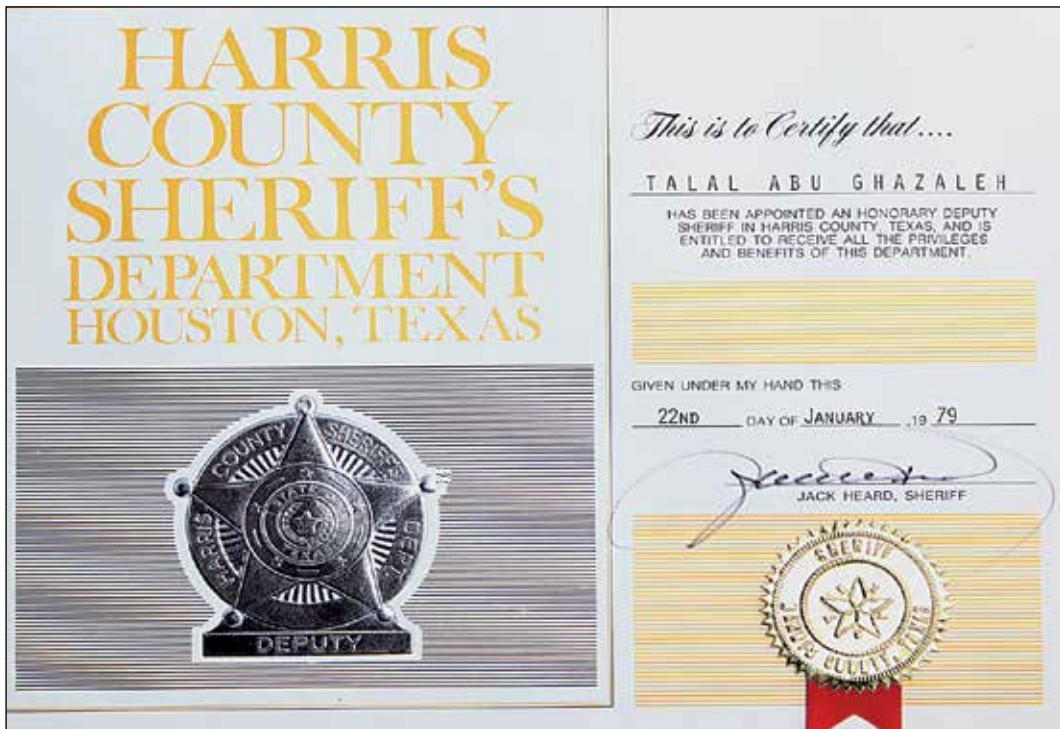 HARRIS
COUNTY
SHERIFF'S
DEPARTMENT
HOUSTON, TEXAS
HARRIS COUNTY SHERIFF'S DEPT.
STATE OF TEXAS
DEPUTY
This is to Certify that....
TALAL ABU GHAZALEH
HAS BEEN APPOINTED AN HONORARY DEPUTY
SHERIFF IN HARRIS COUNTY, TEXAS, AND IS
ENTITLED TO RECEIVE ALL THE PRIVILEGES
AND BENEFITS OF THIS DEPARTMENT.
GIVEN UNDER MY HAND THIS
22ND DAY OF JANUARY , 19 79
JACK HEARD, SHERIFF
SHERIFF
COUNTY, TEXAS